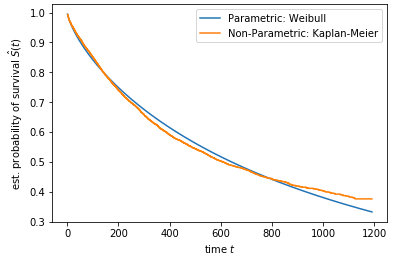 Parametric: Weibull
Non-Parametric: Kaplan-Meier
est. probability of survival Ŝ(t)
1.0
0.9
0.8
0.7
0.6
0.5
0.4
0.3
0 200 400 600 800 1000 1200
time t